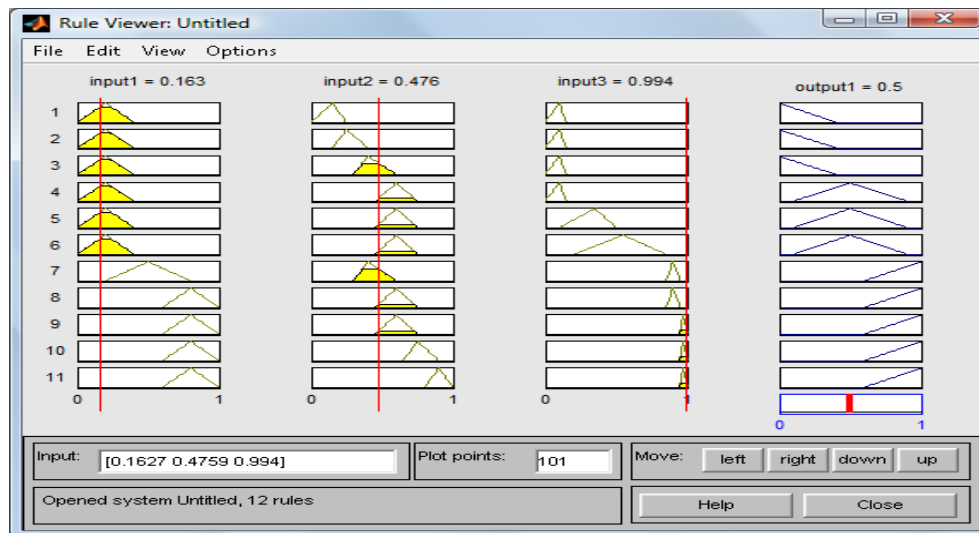 Rule Viewer: Untitled
File Edit View Options
input1 = 0.163 input2 = 0.476 input3 = 0.994 output1 = 0.5
1
2
3
4
5
6
7
8
9
10
11
0 1 0 1 0 1
0 1
Input: [0.1627 0.4759 0.994] Plot points: 101 Move: left right down up
Opened system Untitled, 12 rules Help Close